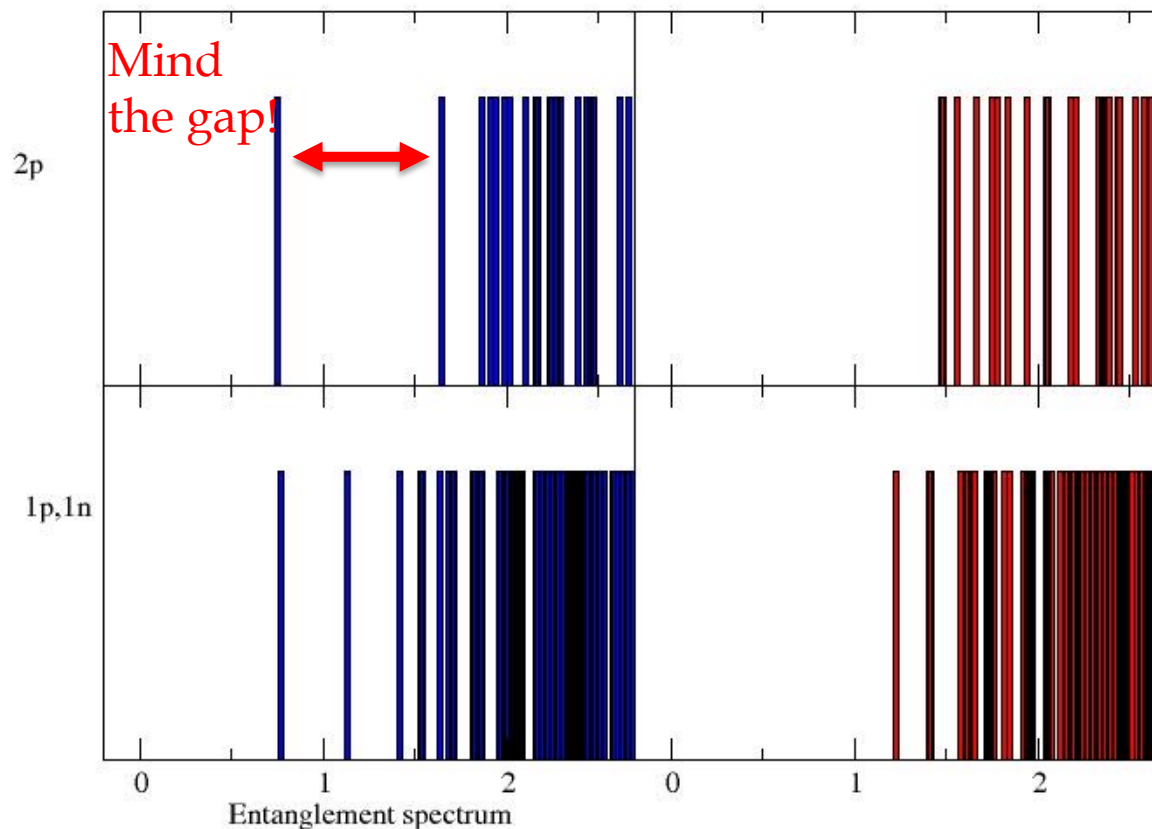 Mind
the gap!
2p
1p,1n
0 1 2 0 1 2
Entanglement spectrum